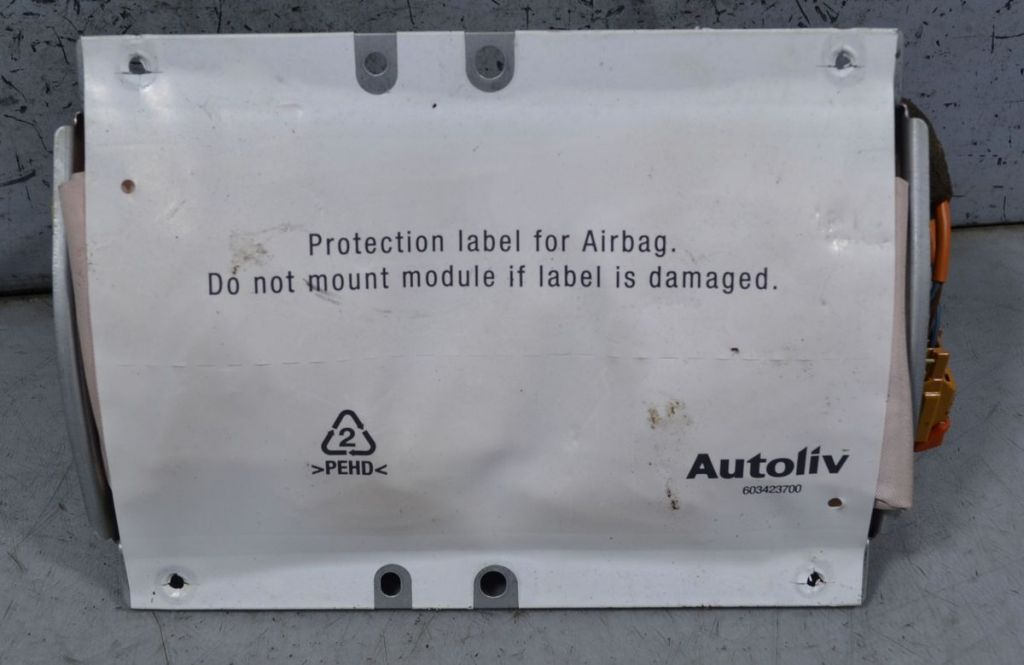 Protection label for Airbag.
Do not mount module if label is damaged.
2
>PEHD<
Autoliv
603423700